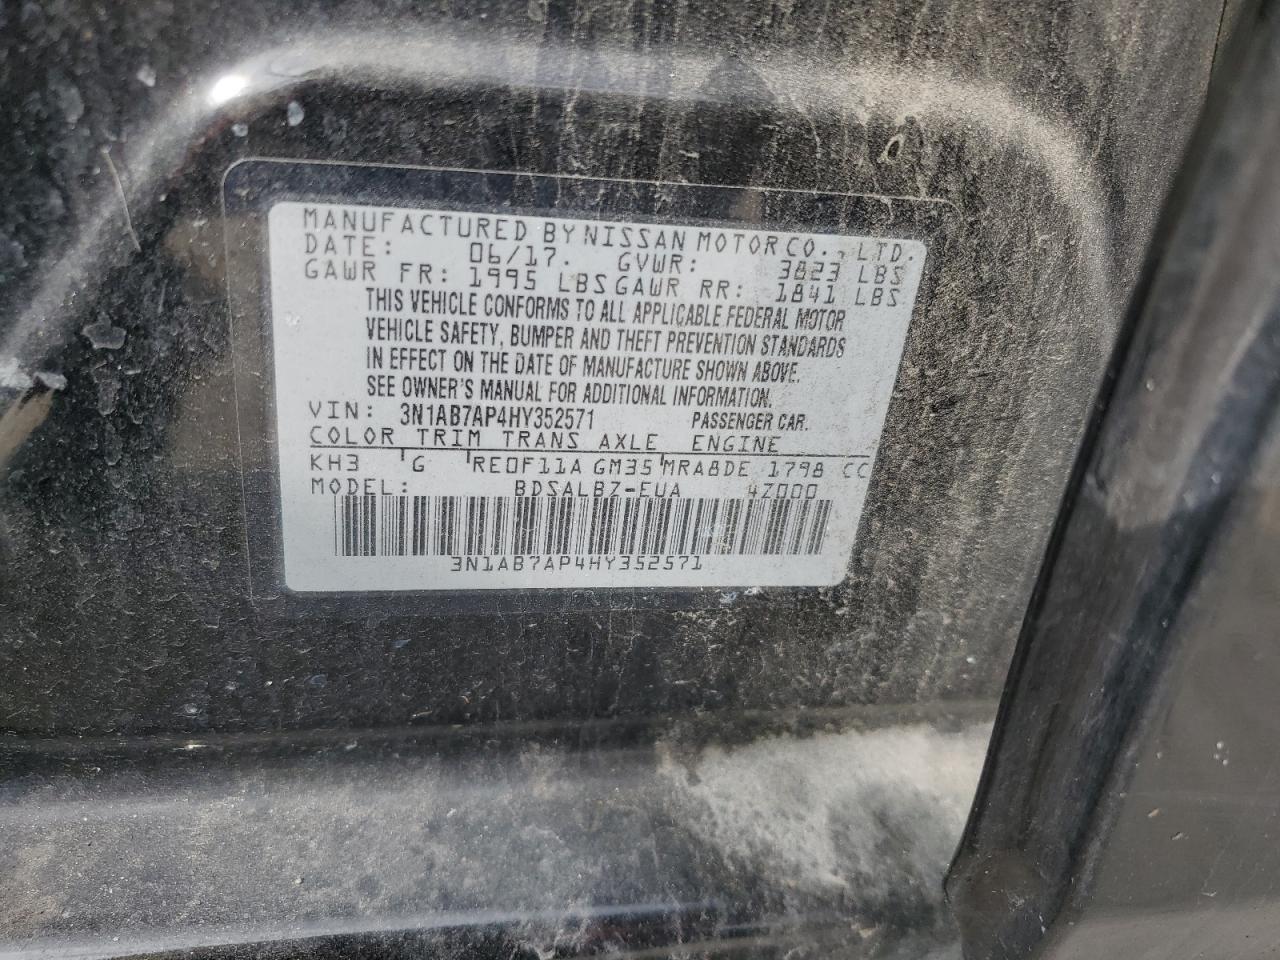 MANUFACTURED BY NISSAN MOTOR CO., LTD.
DATE: 06/17. GVWR: 3823 LBS
GAWR FR: 1995 LBS GAWR RR: 1841 LBS
THIS VEHICLE CONFORMS TO ALL APPLICABLE FEDERAL MOTOR
VEHICLE SAFETY, BUMPER AND THEFT PREVENTION STANDARDS
IN EFFECT ON THE DATE OF MANUFACTURE SHOWN ABOVE.
SEE OWNER'S MANUAL FOR ADDITIONAL INFORMATION.
VIN: 3N1AB7AP4HY352571 PASSENGER CAR.
COLOR TRIM TRANS AXLE ENGINE
KH3 G RE0F11A GM35 MRA8DE 1798 CC
MODEL: BDSALBZ-EUA 4Z000
3N1AB7AP4HY352571